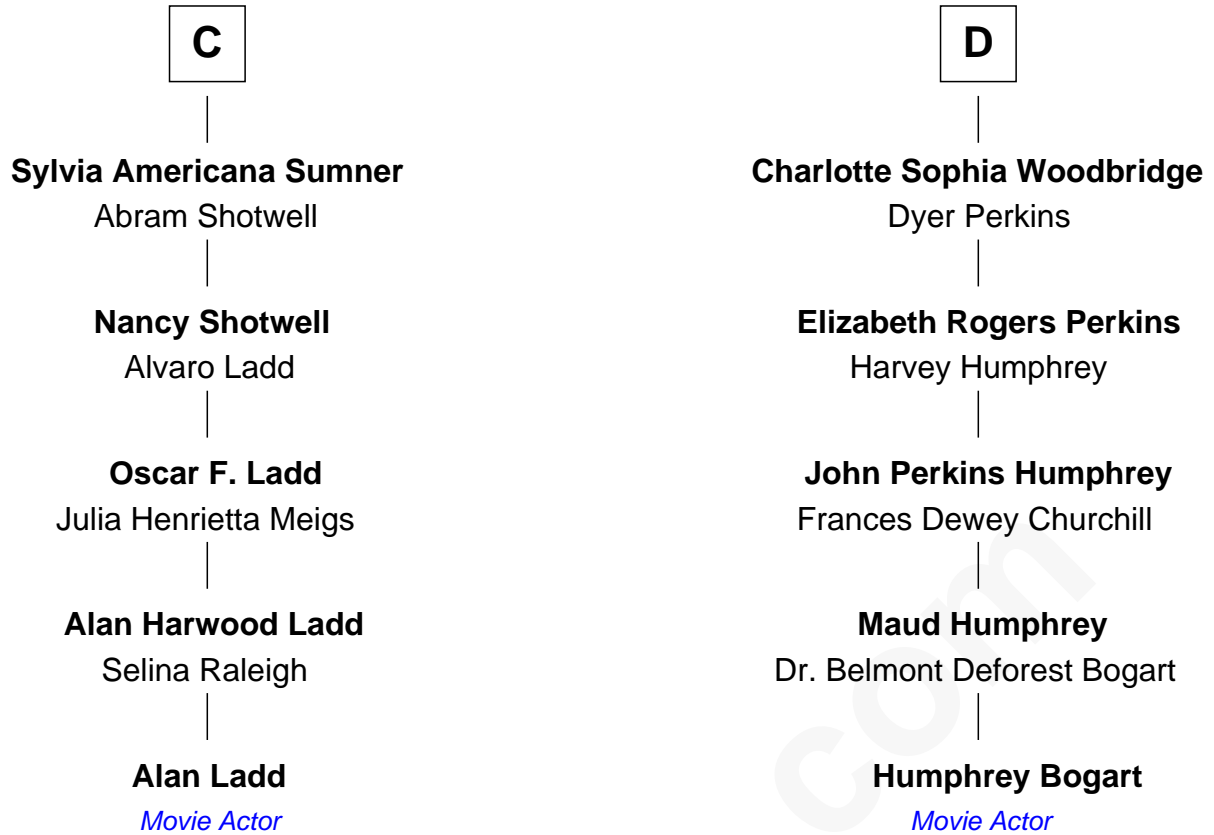 C
Sylvia Americana Sumner
Abram Shotwell
Nancy Shotwell
Alvaro Ladd
Oscar F. Ladd
Julia Henrietta Meigs
Alan Harwood Ladd
Selina Raleigh
Alan Ladd
Movie Actor
D
Charlotte Sophia Woodbridge
Dyer Perkins
Elizabeth Rogers Perkins
Harvey Humphrey
John Perkins Humphrey
Frances Dewey Churchill
Maud Humphrey
Dr. Belmont Deforest Bogart
Humphrey Bogart
Movie Actor
com